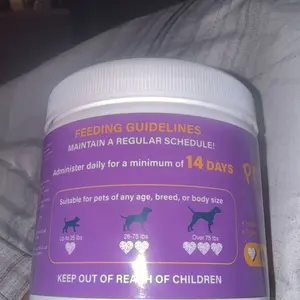 FEEDING GUIDELINES
MAINTAIN A REGULAR SCHEDULE!
Administer daily for a minimum of 14 DAYS
Suitable for pets of any age, breed, or body size
Up to 25 lbs 26-75 lbs Over 75 lbs
KEEP OUT OF REACH OF CHILDREN